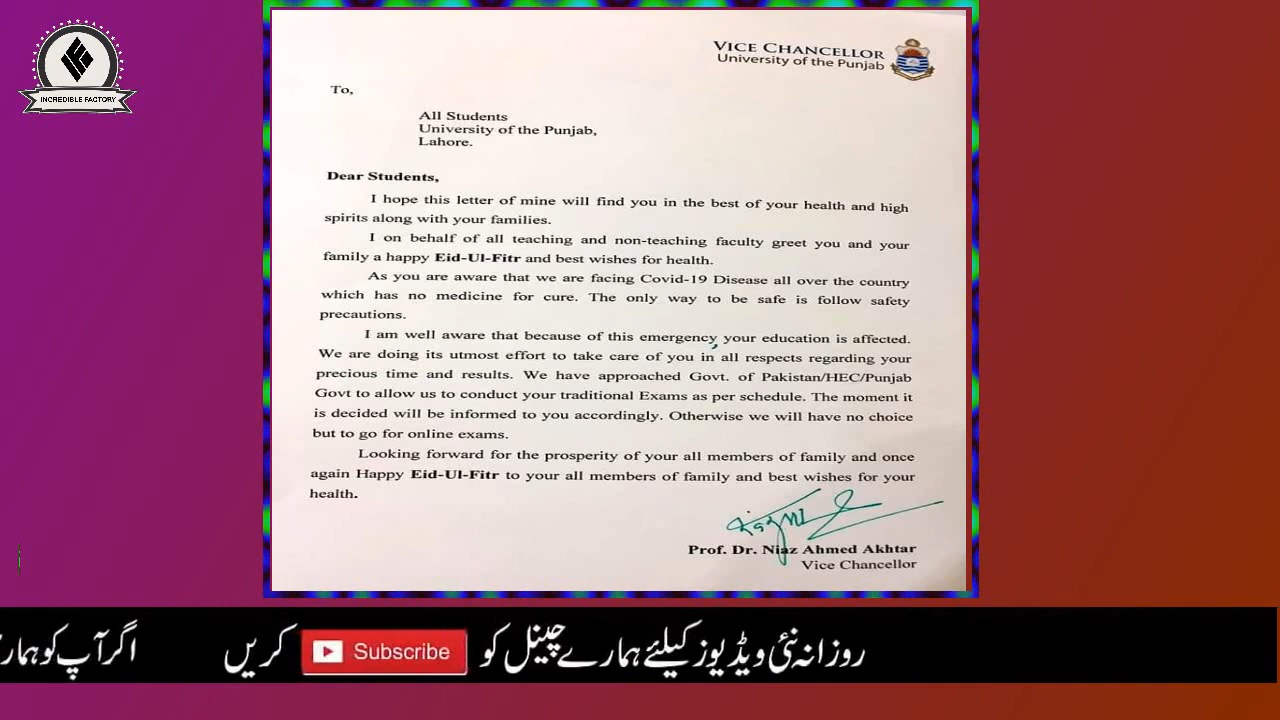 INCREDIBLE FACTORY
VICE CHANCELLOR
University of the Punjab
To,
All Students
University of the Punjab,
Lahore.
Dear Students,
I hope this letter of mine will find you in the best of your health and high
spirits along with your families.
I on behalf of all teaching and non-teaching faculty greet you and your
family a happy Eid-Ul-Fitr and best wishes for health.
As you are aware that we are facing Covid-19 Disease all over the country
which has no medicine for cure. The only way to be safe is follow safety
precautions.
I am well aware that because of this emergency, your education is affected.
We are doing its utmost effort to take care of you in all respects regarding your
precious time and results. We have approached Govt. of Pakistan/HEC/Punjab
Govt to allow us to conduct your traditional Exams as per schedule. The moment it
is decided will be informed to you accordingly. Otherwise we will have no choice
but to go for online exams.
Looking forward for the prosperity of your all members of family and once
again Happy Eid-Ul-Fitr to your all members of family and best wishes for your
health.
Prof. Dr. Niaz Ahmed Akhtar
Vice Chancellor
روزانہ نئی ویڈیوز کیلئے ہمارے چینل کو Subscribe کریں اگر آپ کو